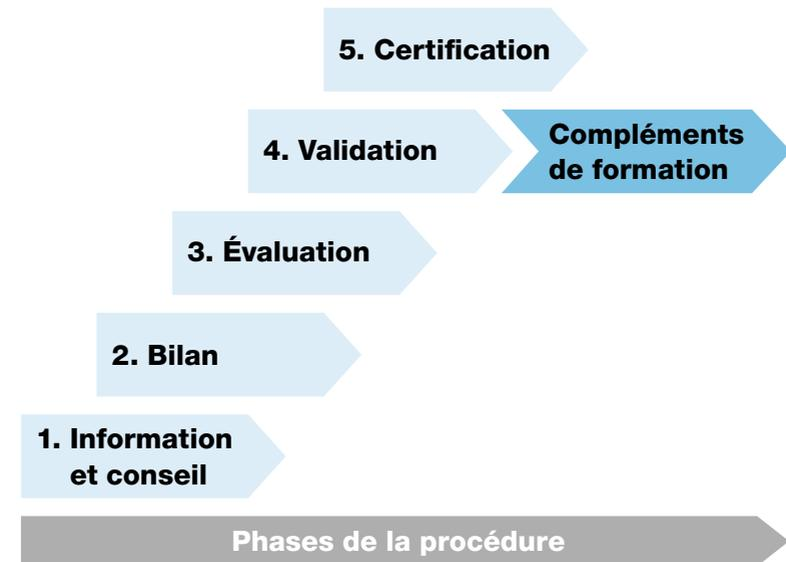 5. Certification
4. Validation
Compléments
de formation
3. Évaluation
2. Bilan
1. Information
et conseil
Phases de la procédure